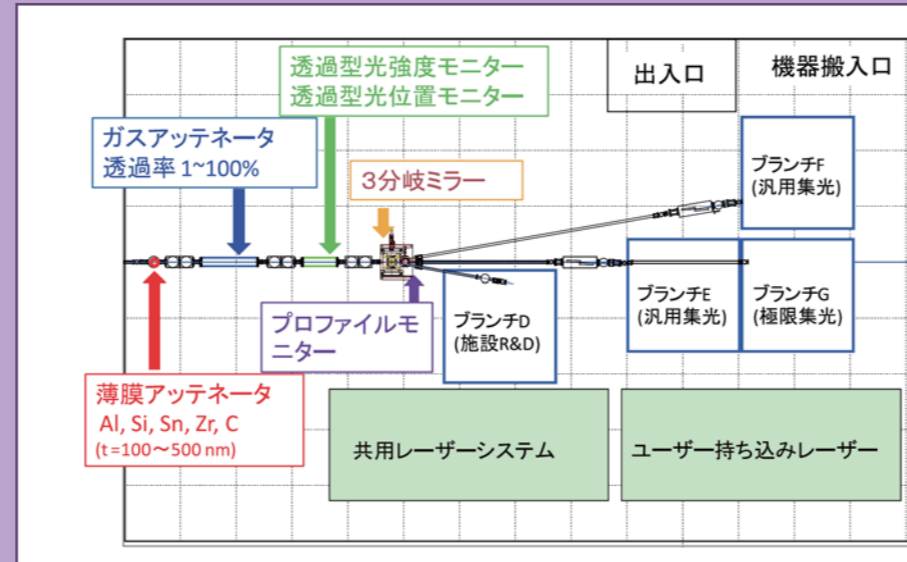 透過型光強度モニター
透過型光位置モニター
出入口
機器搬入口
ガスアッテネータ
透過率 1~100%
3分岐ミラー
ブランチF
(汎用集光)
プロファイルモ
ニター
ブランチD
(施設R&D)
ブランチE
(汎用集光)
ブランチG
(極限集光)
薄膜アッテネータ
Al, Si, Sn, Zr, C
(t=100～500 nm)
共用レーザーシステム
ユーザー持ち込みレーザー